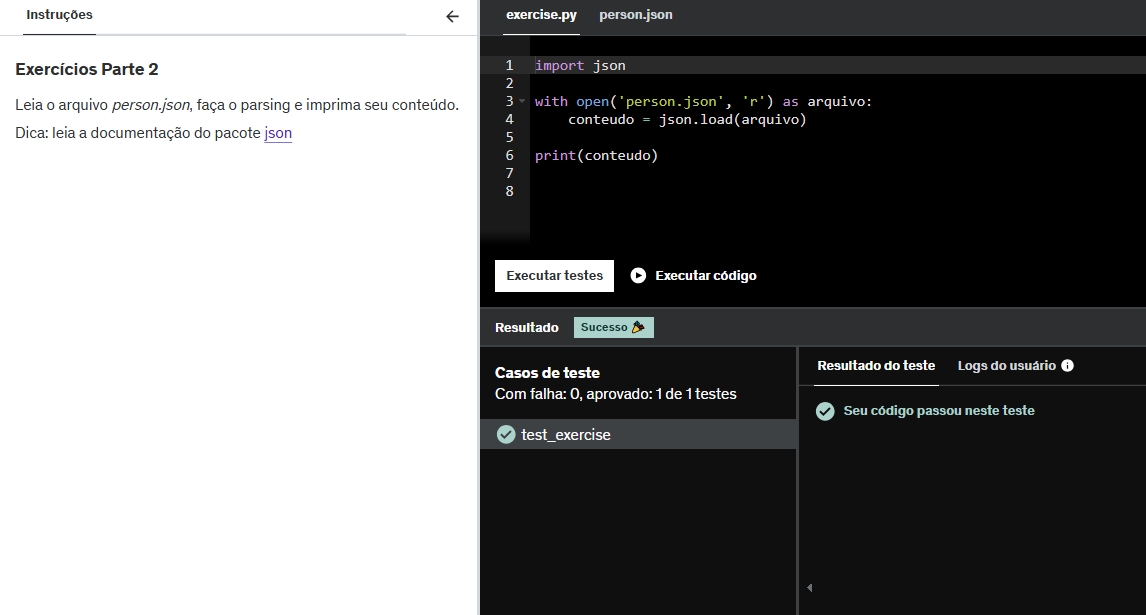 Instruções
Exercícios Parte 2
Leia o arquivo person.json, faça o parsing e imprima seu conteúdo.
Dica: leia a documentação do pacote json
exercise.py person.json
1 import json
2
3 with open('person.json', 'r') as arquivo:
4     conteudo = json.load(arquivo)
5
6 print(conteudo)
7
8
Executar testes Executar código
Resultado Sucesso 🎉
Casos de teste
Com falha: 0, aprovado: 1 de 1 testes
test_exercise
Resultado do teste Logs do usuário
Seu código passou neste teste